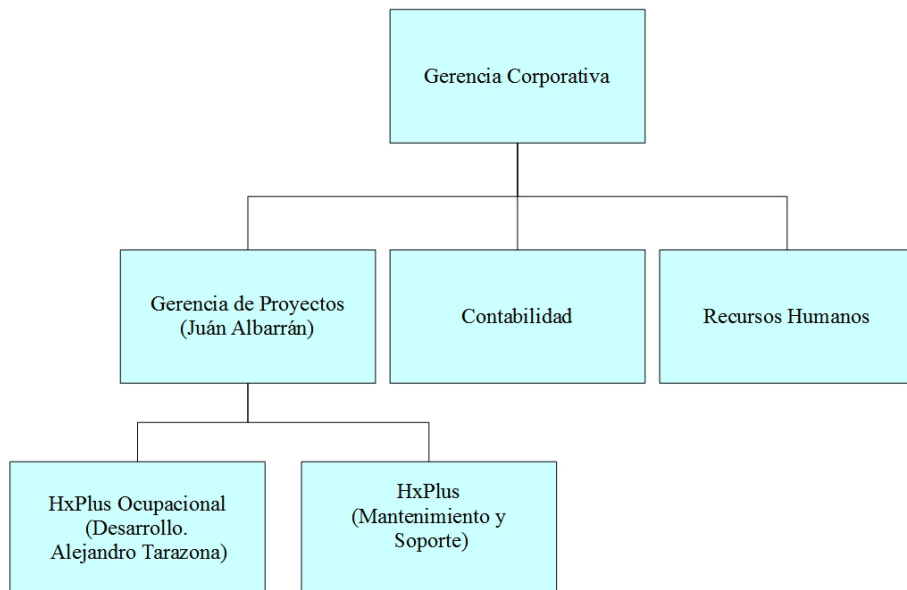 Gerencia Corporativa
Gerencia de Proyectos
(Juán Albarrán)
Contabilidad
Recursos Humanos
HxPlus Ocupacional
(Desarrollo.
Alejandro Tarazona)
HxPlus
(Mantenimiento y
Soporte)